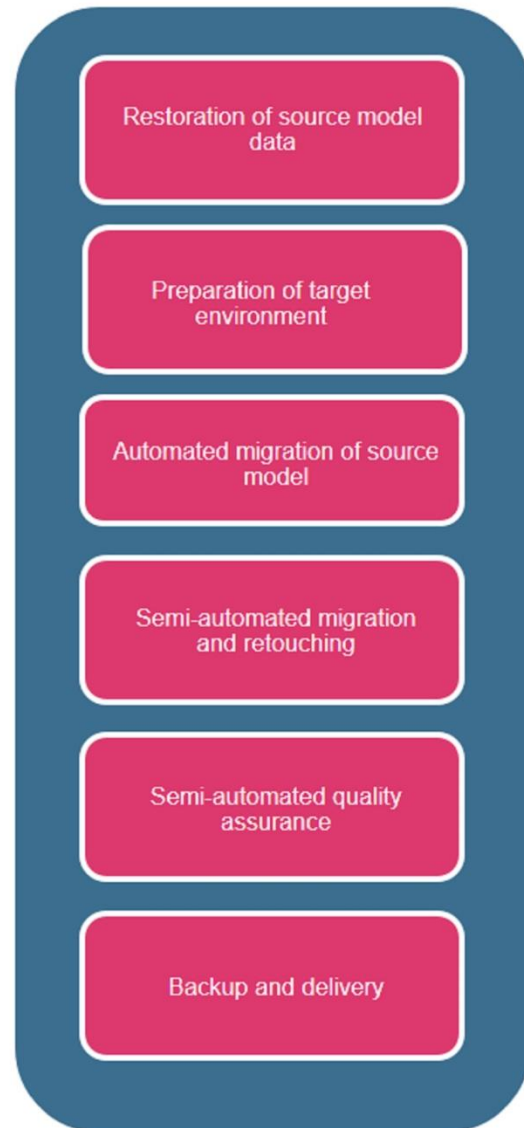 Restoration of source model
data
Preparation of target
environment
Automated migration of source
model
Semi-automated migration
and retouching
Semi-automated quality
assurance
Backup and delivery